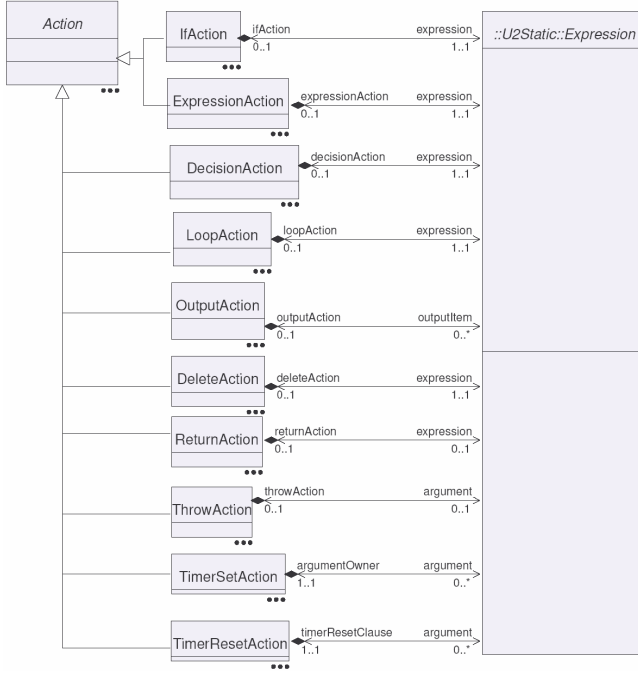 Action
IfAction
ifAction
0..1
expression
1..1
::U2Static::Expression
ExpressionAction
expressionAction
0..1
expression
1..1
DecisionAction
decisionAction
0..1
expression
1..1
LoopAction
loopAction
0..1
expression
1..1
OutputAction
outputAction
0..1
outputItem
0..*
DeleteAction
deleteAction
0..1
expression
1..1
ReturnAction
returnAction
0..1
expression
0..1
ThrowAction
throwAction
0..1
argument
0..1
TimerSetAction
argumentOwner
1..1
argument
0..*
TimerResetAction
timerResetClause
1..1
argument
0..*